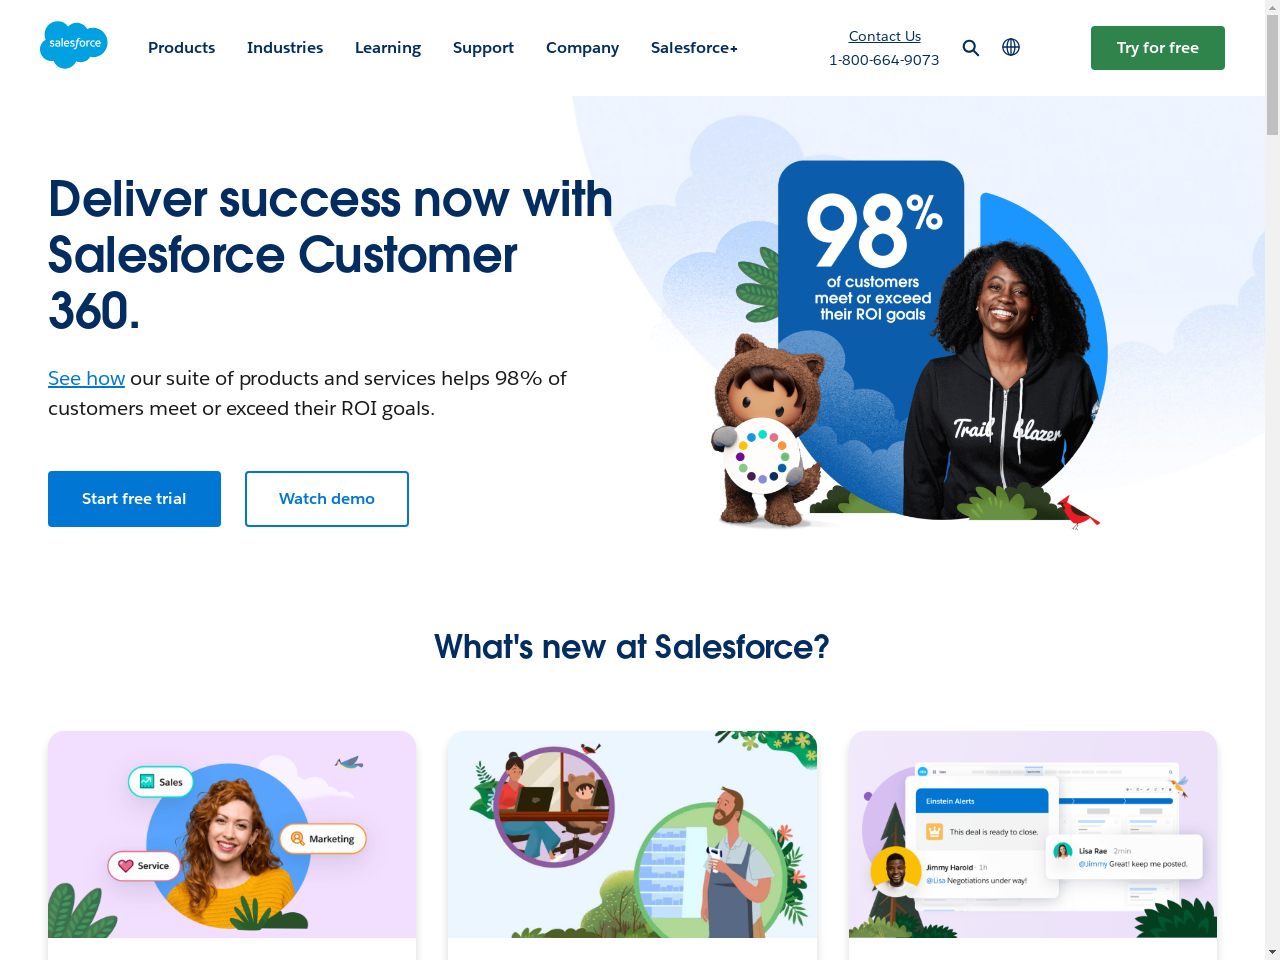 salesforce
Products
Industries
Learning
Support
Company
Salesforce+
Contact Us
1-800-664-9073
Try for free
Deliver success now with
Salesforce Customer
360.
See how our suite of products and services helps 98% of
customers meet or exceed their ROI goals.
Start free trial
Watch demo
98%
of customers
meet or exceed
their ROI goals
Trail blazer
What's new at Salesforce?
Sales
Marketing
Service
Einstein Alerts
This deal is ready to close.
Jimmy Harold · 1h
@Lisa Negotiations under way!
Lisa Rae 2min
@Jimmy Great! keep me posted.